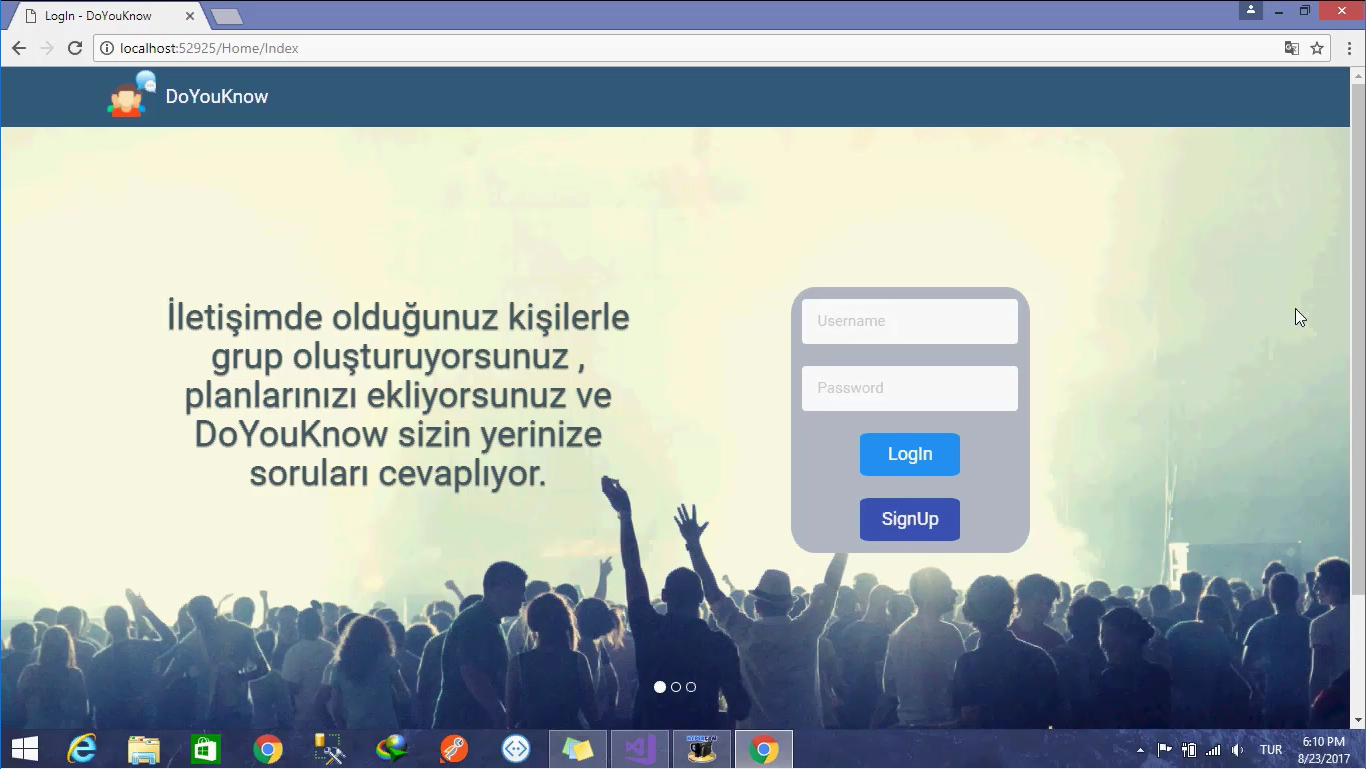 LogIn - DoYouKnow
localhost:52925/Home/Index
DoYouKnow
İletişimde olduğunuz kişilerle
grup oluşturuyorsunuz ,
planlarınızı ekliyorsunuz ve
DoYouKnow sizin yerinize
soruları cevaplıyor.
Username
Password
LogIn
SignUp
TUR
6:10 PM
8/23/2017